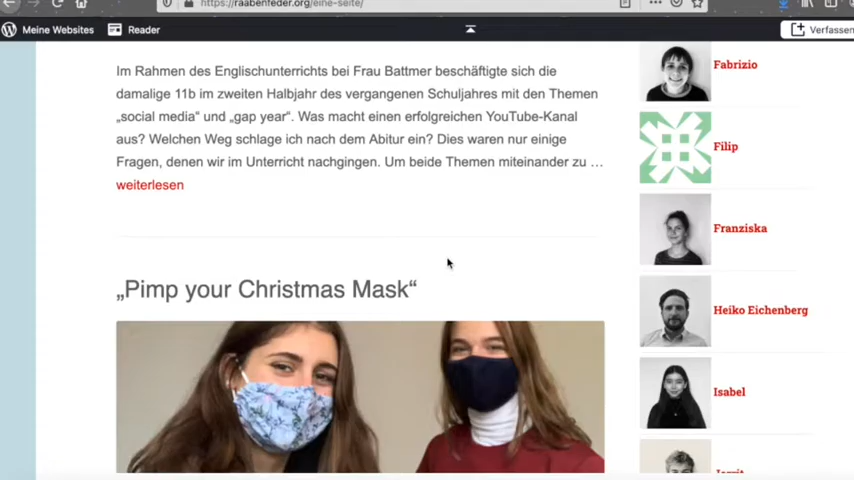 https://raabenfeder.org/eine-seite/
Meine Websites
Reader
Verfassen
Im Rahmen des Englischunterrichts bei Frau Battmer beschäftigte sich die
damalige 11b im zweiten Halbjahr des vergangenen Schuljahres mit den Themen
„social media“ und „gap year“. Was macht einen erfolgreichen YouTube-Kanal
aus? Welchen Weg schlage ich nach dem Abitur ein? Dies waren nur einige
Fragen, denen wir im Unterricht nachgingen. Um beide Themen miteinander zu …
weiterlesen
„Pimp your Christmas Mask“
Fabrizio
Filip
Franziska
Heiko Eichenberg
Isabel